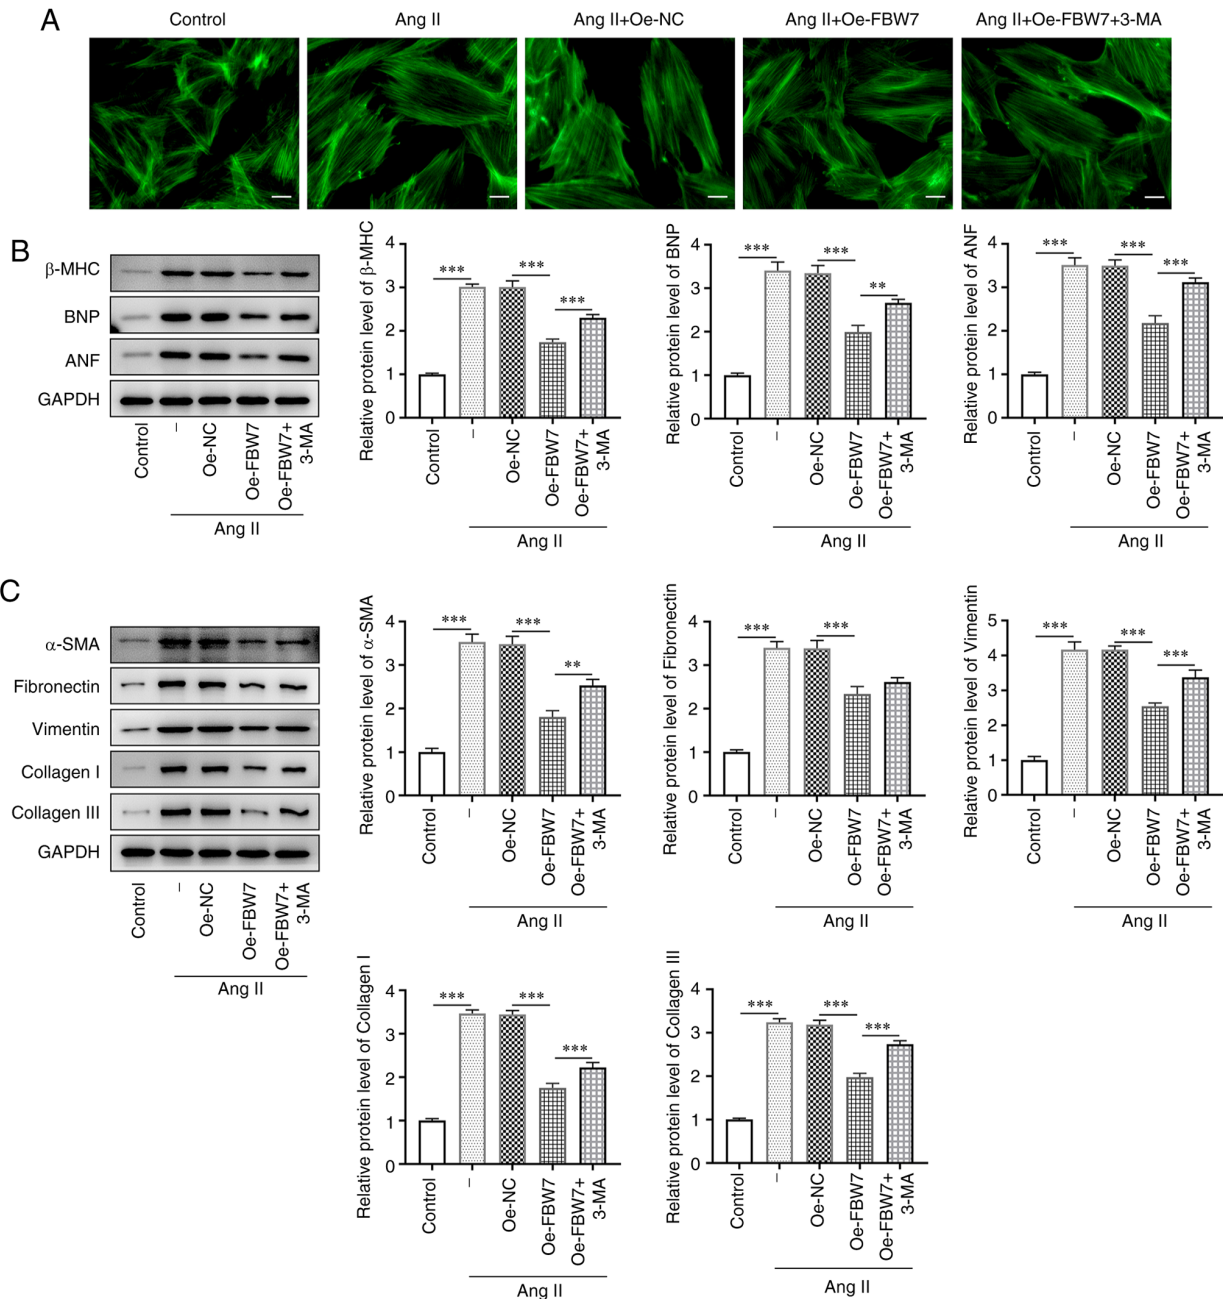 A
Control
Ang II
Ang II+Oe-NC
Ang II+Oe-FBW7
Ang II+Oe-FBW7+3-MA
B
β-MHC
BNP
ANF
GAPDH
Control
–
Oe-NC
Oe-FBW7
Oe-FBW7+
3-MA
Ang II
Relative protein level of β-MHC
4
3
2
1
0
***
***
***
Control
–
Oe-NC
Oe-FBW7
Oe-FBW7+
3-MA
Ang II
Relative protein level of BNP
4
3
2
1
0
***
***
**
Control
–
Oe-NC
Oe-FBW7
Oe-FBW7+
3-MA
Ang II
Relative protein level of ANF
4
3
2
1
0
***
***
***
Control
–
Oe-NC
Oe-FBW7
Oe-FBW7+
3-MA
Ang II
C
α-SMA
Fibronectin
Vimentin
Collagen I
Collagen III
GAPDH
Control
–
Oe-NC
Oe-FBW7
Oe-FBW7+
3-MA
Ang II
Relative protein level of α-SMA
4
3
2
1
0
***
***
**
Control
–
Oe-NC
Oe-FBW7
Oe-FBW7+
3-MA
Ang II
Relative protein level of Fibronectin
4
3
2
1
0
***
***
Control
–
Oe-NC
Oe-FBW7
Oe-FBW7+
3-MA
Ang II
Relative protein level of Vimentin
5
4
3
2
1
0
***
***
***
Control
–
Oe-NC
Oe-FBW7
Oe-FBW7+
3-MA
Ang II
Relative protein level of Collagen I
4
3
2
1
0
***
***
***
Control
–
Oe-NC
Oe-FBW7
Oe-FBW7+
3-MA
Ang II
Relative protein level of Collagen III
4
3
2
1
0
***
***
***
Control
–
Oe-NC
Oe-FBW7
Oe-FBW7+
3-MA
Ang II